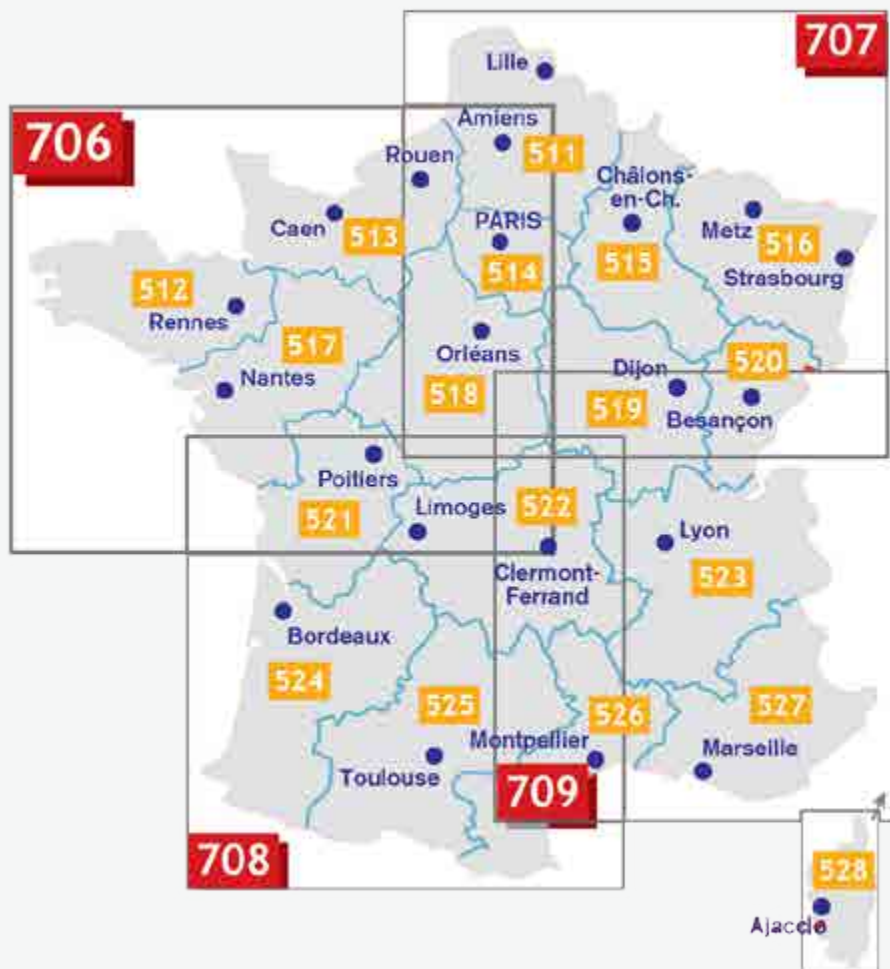 707
Lille
706
Amiens
511
Rouen
Châlons-
en-Ch.
PARIS
Metz
516
Caen
513
514
515
Strasbourg
512
Rennes
517
Orléans
Dijon
520
Nantes
518
519
Besançon
Poitiers
521
Limoges
522
Lyon
Clermont-
Ferrand
523
Bordeaux
524
525
526
527
Montpellier
Marseille
Toulouse
709
708
528
Ajaccio